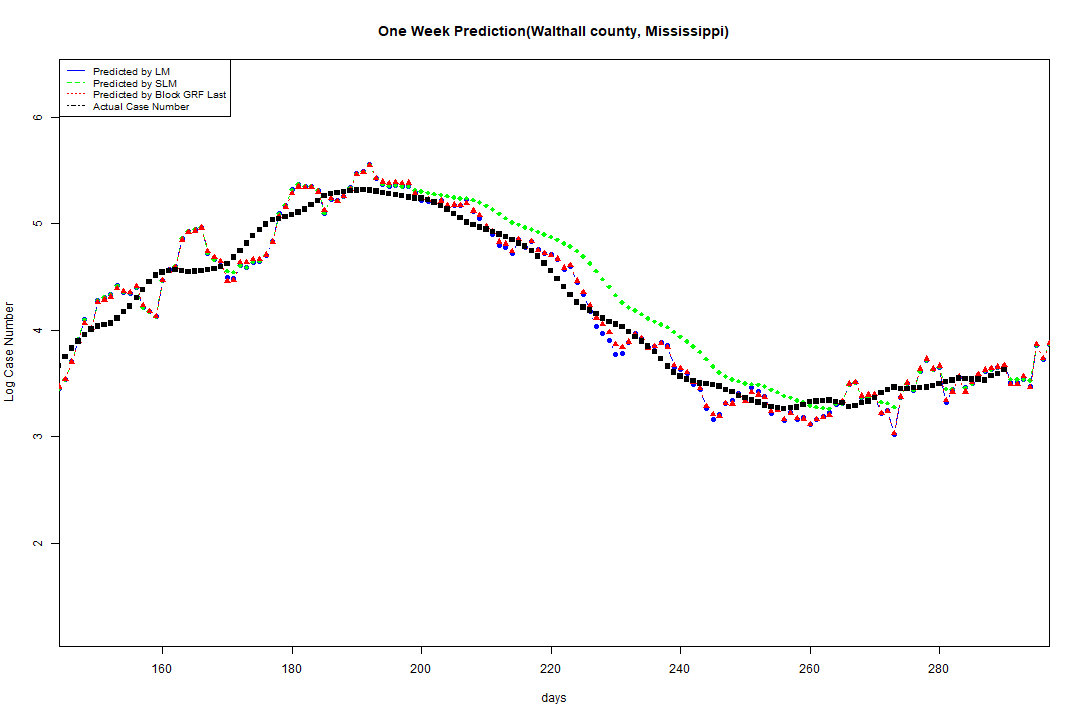 One Week Prediction(Walthall county, Mississippi)
Predicted by LM
Predicted by SLM
Predicted by Block GRF Last
Actual Case Number
6
5
4
3
2
Log Case Number
160 180 200 220 240 260 280
days